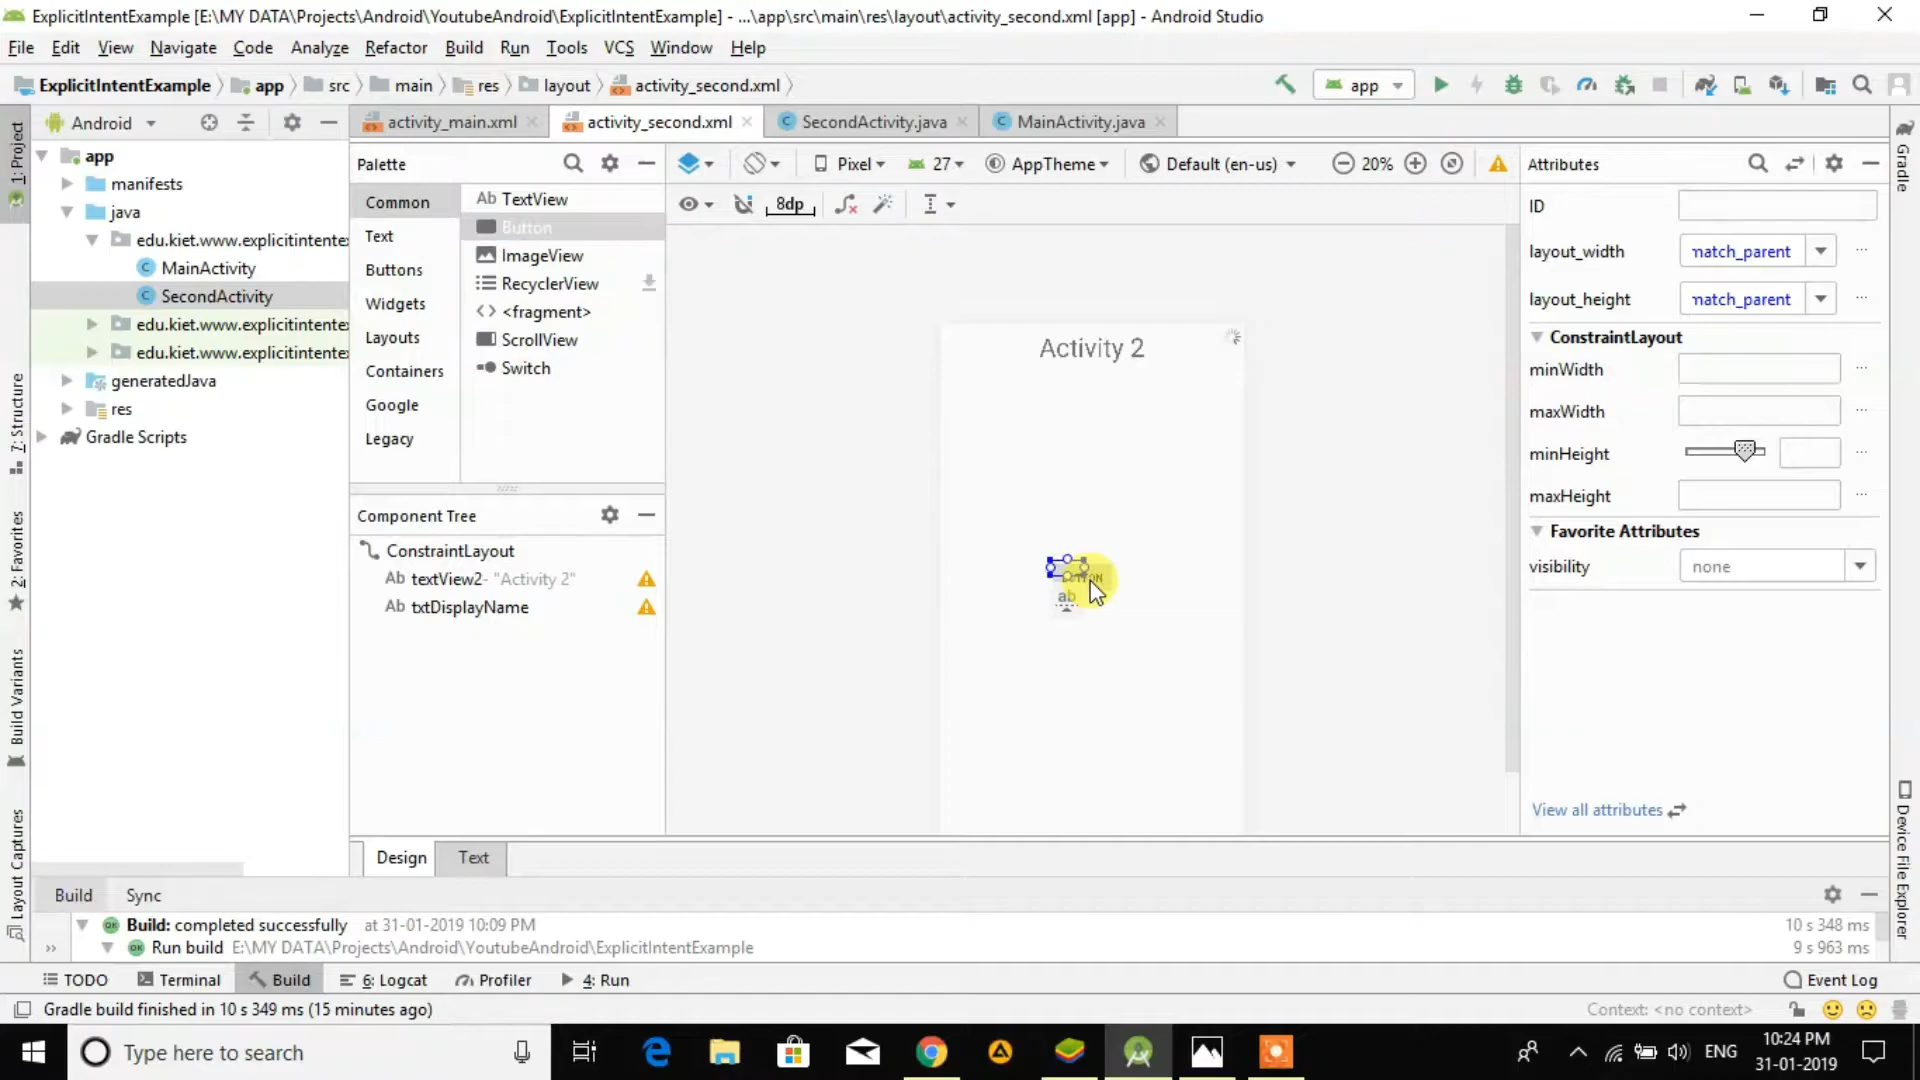 ExplicitIntentExample [E:\MY DATA\Projects\Android\YoutubeAndroid\ExplicitIntentExample] - ...\app\src\main\res\layout\activity_second.xml [app] - Android Studio
File Edit View Navigate Code Analyze Refactor Build Run Tools VCS Window Help
ExplicitIntentExample app src main res layout activity_second.xml
app
Android
activity_main.xml
activity_second.xml
SecondActivity.java
MainActivity.java
1: Project
7: Structure
2: Favorites
Build Variants
Layout Captures
app
manifests
java
edu.kiet.www.explicitintente
MainActivity
SecondActivity
edu.kiet.www.explicitintente
edu.kiet.www.explicitintente
generatedJava
res
Gradle Scripts
Palette
Common
Text
Buttons
Widgets
Layouts
Containers
Google
Legacy
Ab TextView
Button
ImageView
RecyclerView
<fragment>
ScrollView
Switch
Component Tree
ConstraintLayout
Ab textView2- "Activity 2"
Ab txtDisplayName
Pixel 27 AppTheme Default (en-us) 20%
8dp
Activity 2
BUTTON
ab
Attributes
ID
layout_width match_parent
layout_height match_parent
ConstraintLayout
minWidth
maxWidth
minHeight
maxHeight
Favorite Attributes
visibility none
View all attributes
Gradle
Device File Explorer
Design Text
Build Sync
Build: completed successfully at 31-01-2019 10:09 PM 10 s 348 ms
Run build E:\MY DATA\Projects\Android\YoutubeAndroid\ExplicitIntentExample 9 s 963 ms
TODO Terminal Build 6: Logcat Profiler 4: Run Event Log
Gradle build finished in 10 s 349 ms (15 minutes ago) Context: <no context>
Type here to search
ENG
10:24 PM
31-01-2019